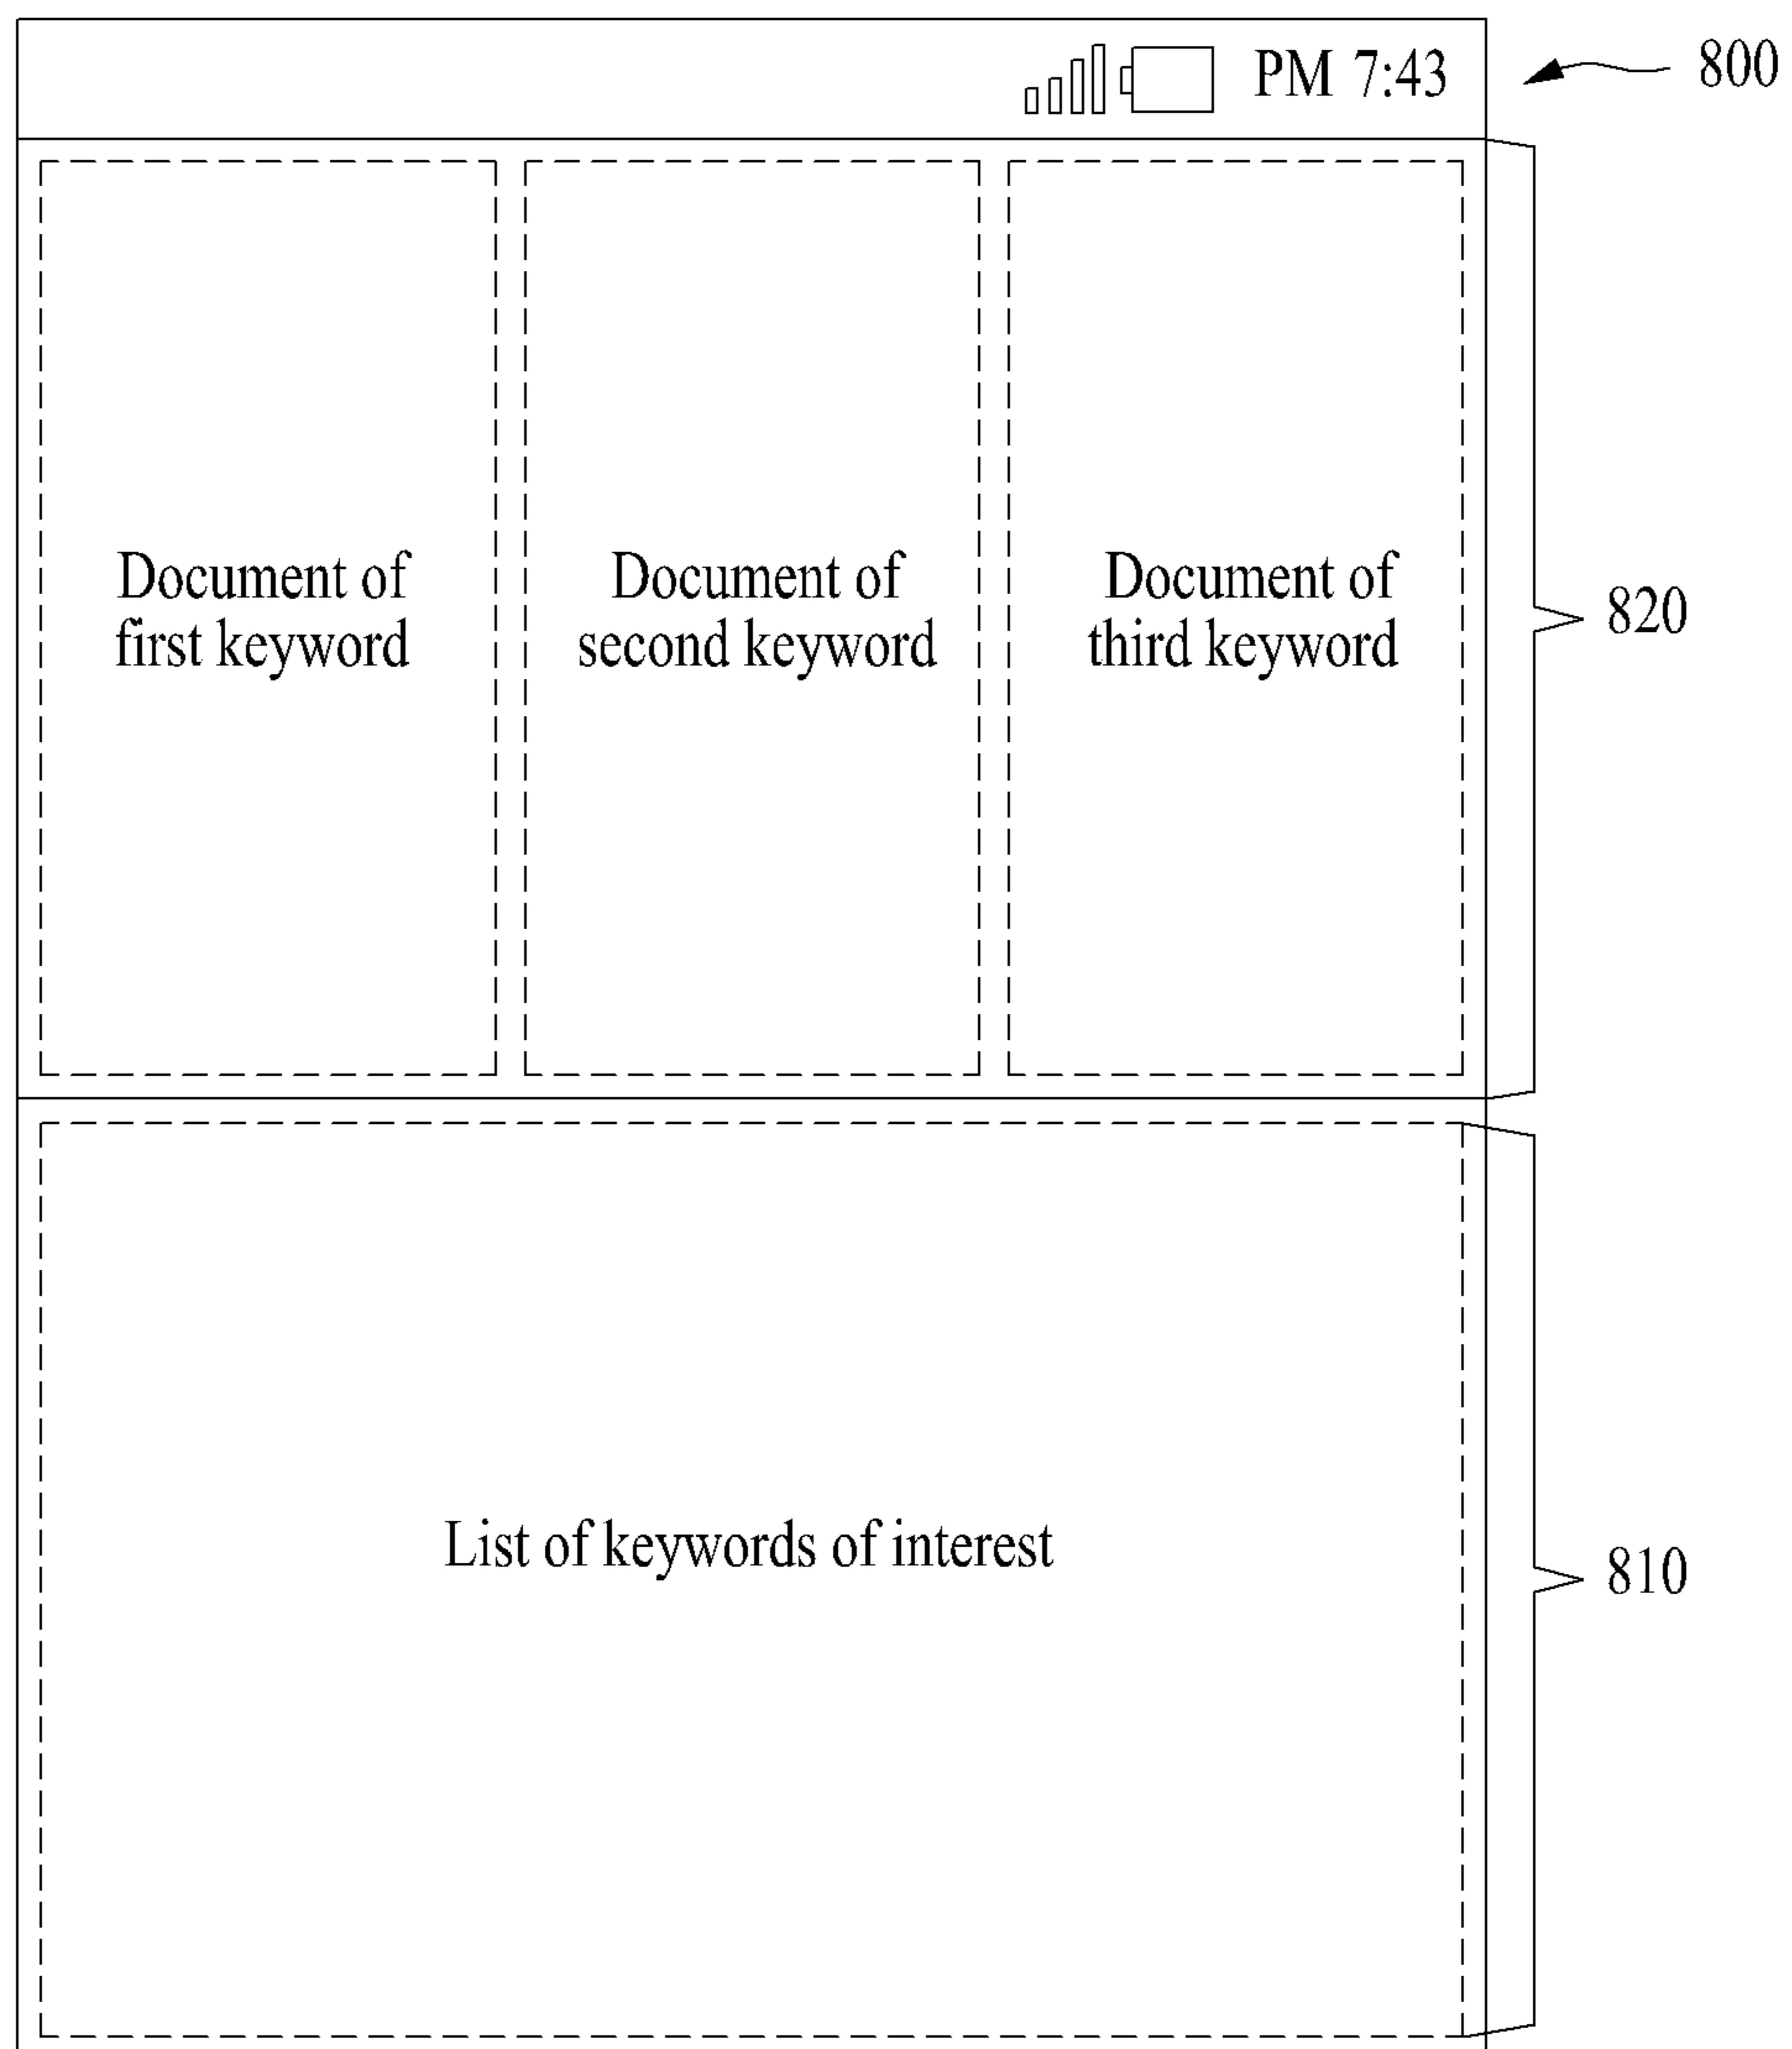 PM 7:43
800
Document of
first keyword
Document of
second keyword
Document of
third keyword
820
List of keywords of interest
810